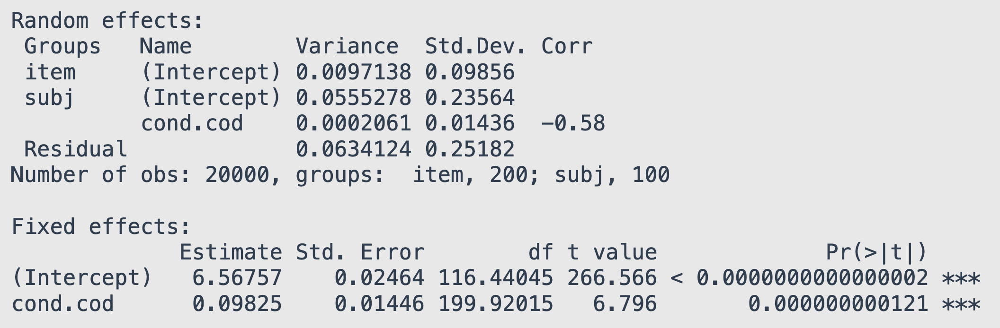 Random effects:
 Groups   Name        Variance  Std.Dev. Corr
 item     (Intercept) 0.0097138 0.09856
 subj     (Intercept) 0.0555278 0.23564
          cond.cod    0.0002061 0.01436  -0.58
 Residual             0.0634124 0.25182
Number of obs: 20000, groups:  item, 200; subj, 100

Fixed effects:
             Estimate Std. Error        df t value             Pr(>|t|)
(Intercept)   6.56757    0.02464 116.44045 266.566 < 0.0000000000000002 ***
cond.cod      0.09825    0.01446 199.92015   6.796       0.000000000121 ***